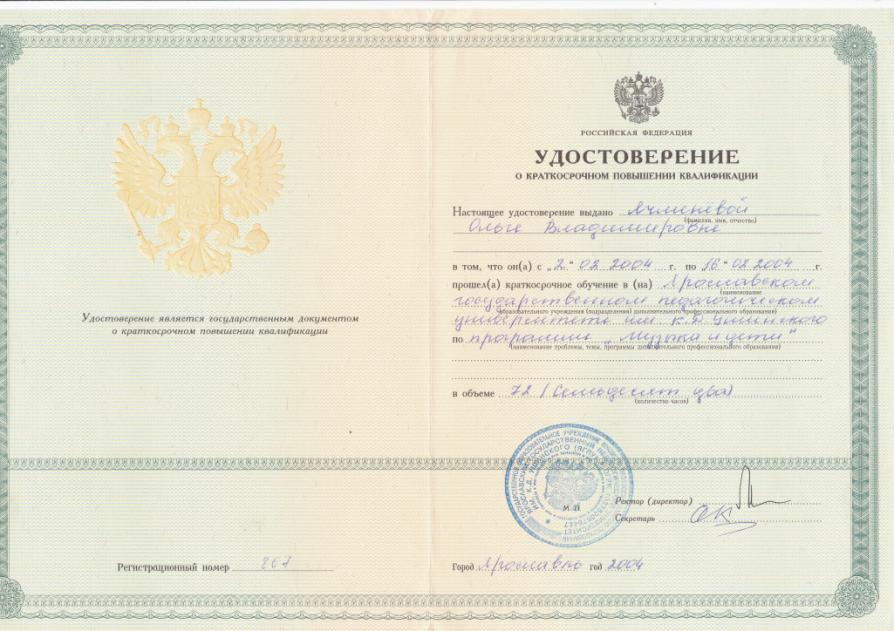 Удостоверение является государственным документом
о краткосрочном повышении квалификации
Регистрационный номер 867
РОССИЙСКАЯ ФЕДЕРАЦИЯ
УДОСТОВЕРЕНИЕ
О КРАТКОСРОЧНОМ ПОВЫШЕНИИ КВАЛИФИКАЦИИ
Настоящее удостоверение выдано Ячменевой
(фамилия, имя, отчество)
Ольге Владимировне
в том, что он(а) с „2“ 02 2004 г. по „16“ 02 2004 г.
прошел(а) краткосрочное обучение в (на) Ярославском
(наименование
государственном педагогическом
образовательного учреждения (подразделения) дополнительного профессионального образования)
университете им К.Д Ушинского
по программе „Музыка и дети“
(наименование проблемы, темы, программы дополнительного профессионального образования)
в объеме 72 (Семьдесят два)
(количество часов)
М П
Ректор (директор)
Секретарь
Город Ярославль год 2004